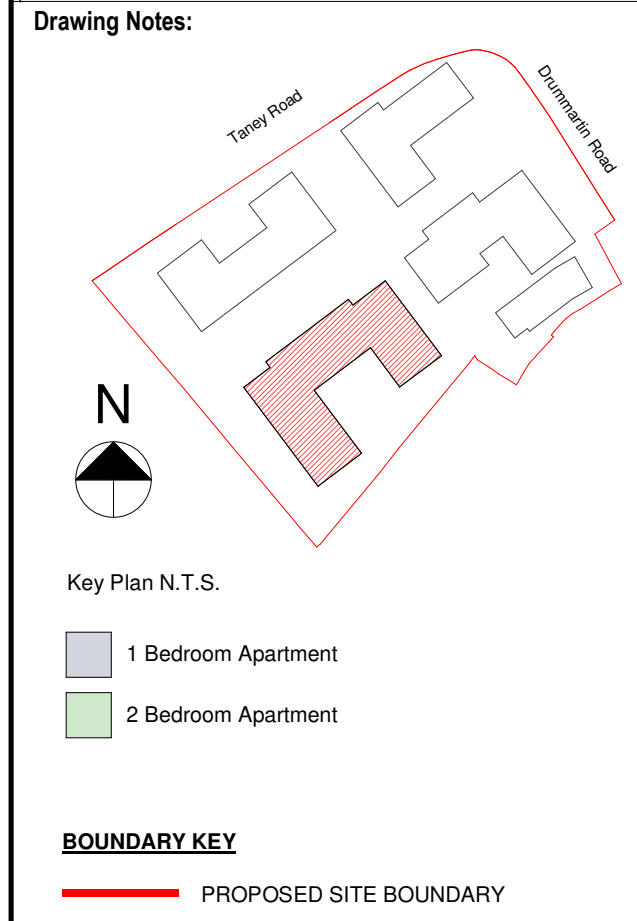 Drawing Notes:
Taney Road
Drummartin Road
N
Key Plan N.T.S.
1 Bedroom Apartment
2 Bedroom Apartment
BOUNDARY KEY
PROPOSED SITE BOUNDARY